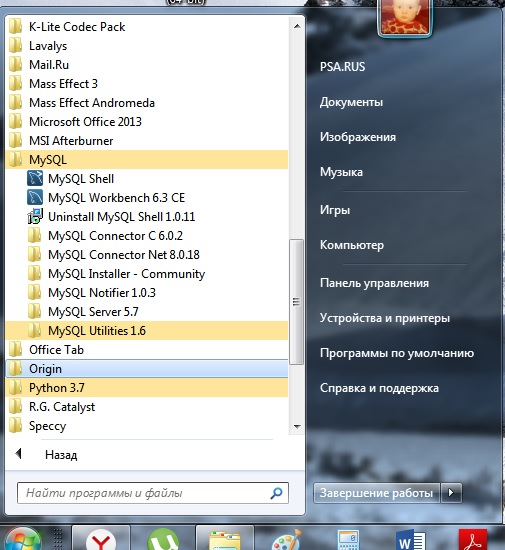 K-Lite Codec Pack
Lavalys
Mail.Ru
Mass Effect 3
Mass Effect Andromeda
Microsoft Office 2013
MSI Afterburner
MySQL
MySQL Shell
MySQL Workbench 6.3 CE
Uninstall MySQL Shell 1.0.11
MySQL Connector C 6.0.2
MySQL Connector Net 8.0.18
MySQL Installer - Community
MySQL Notifier 1.0.3
MySQL Server 5.7
MySQL Utilities 1.6
Office Tab
Origin
Python 3.7
R.G. Catalyst
Speccy
Назад
Найти программы и файлы
PSA.RUS
Документы
Изображения
Музыка
Игры
Компьютер
Панель управления
Устройства и принтеры
Программы по умолчанию
Справка и поддержка
Завершение работы